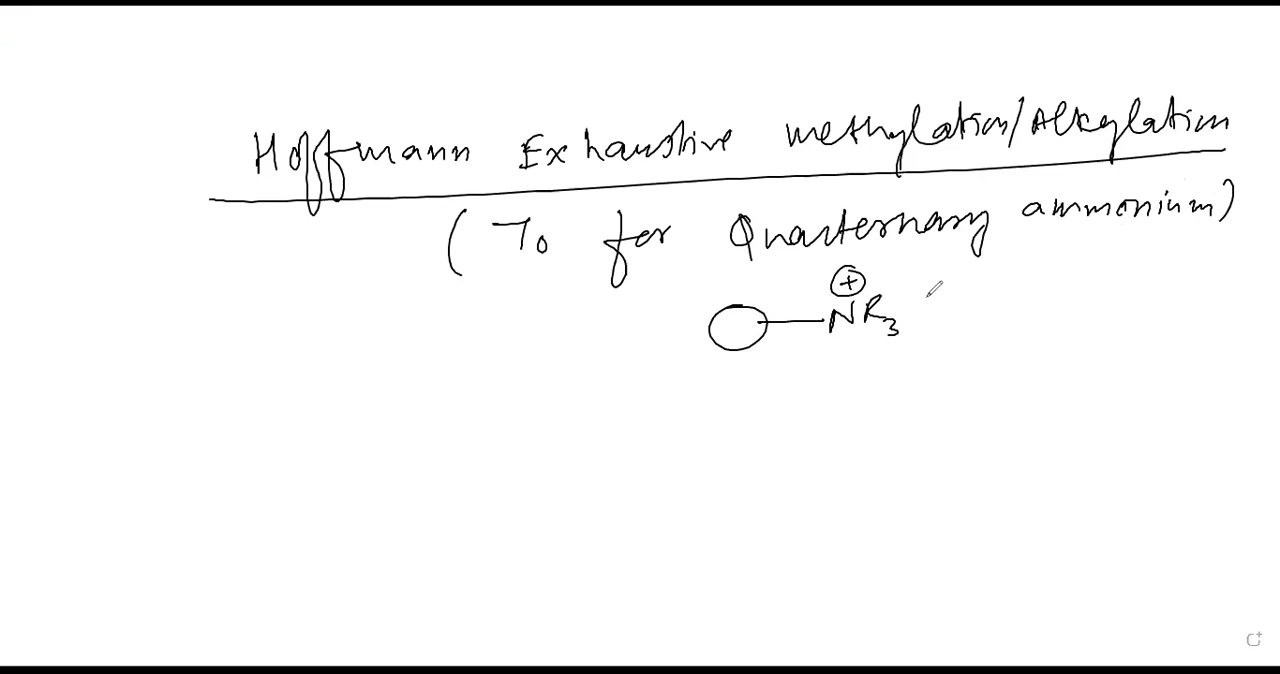 Hoffmann Exhaustive methylation/Alkylation
(To for Quarternary ammonium)
⊕
NR3